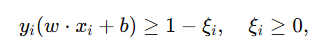 yᵢ(w · xᵢ + b) ≥ 1 − ξᵢ, ξᵢ ≥ 0,